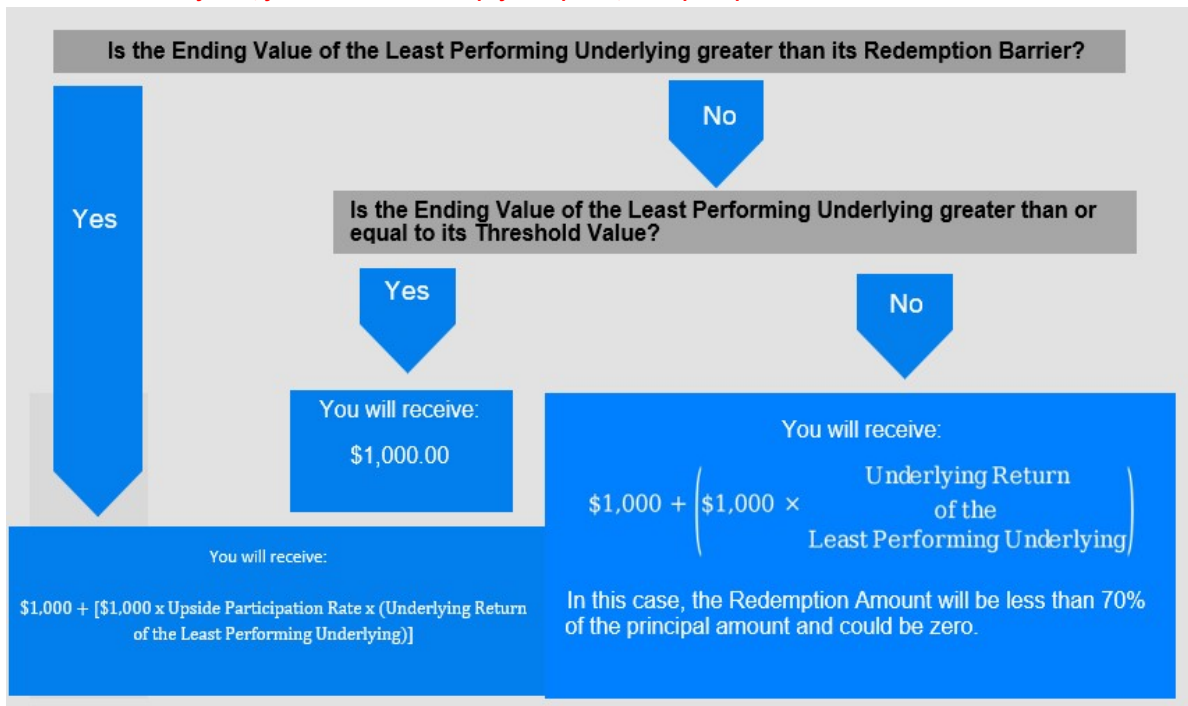 Is the Ending Value of the Least Performing Underlying greater than its Redemption Barrier?
Yes
No
Is the Ending Value of the Least Performing Underlying greater than or
equal to its Threshold Value?
Yes
No
You will receive:
$1,000.00
You will receive:
$1,000 + ($1,000 × Underlying Return
of the
Least Performing Underlying)
In this case, the Redemption Amount will be less than 70%
of the principal amount and could be zero.
You will receive:
$1,000 + [$1,000 x Upside Participation Rate x (Underlying Return
of the Least Performing Underlying)]